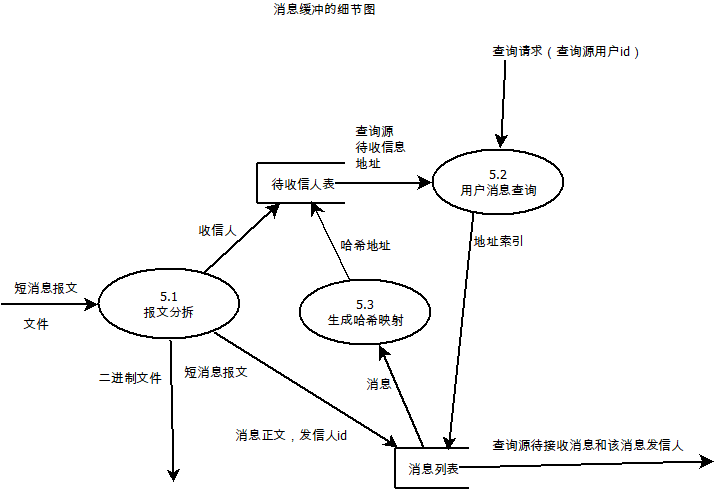 消息缓冲的细节图
查询请求（查询源用户id）
查询源
待收信息
地址
5.2
用户消息查询
待收信人表
收信人
哈希地址
地址索引
短消息报文
文件
5.1
报文分拆
5.3
生成哈希映射
二进制文件
短消息报文
消息
消息正文，发信人id
查询源待接收消息和该消息发信人
消息列表